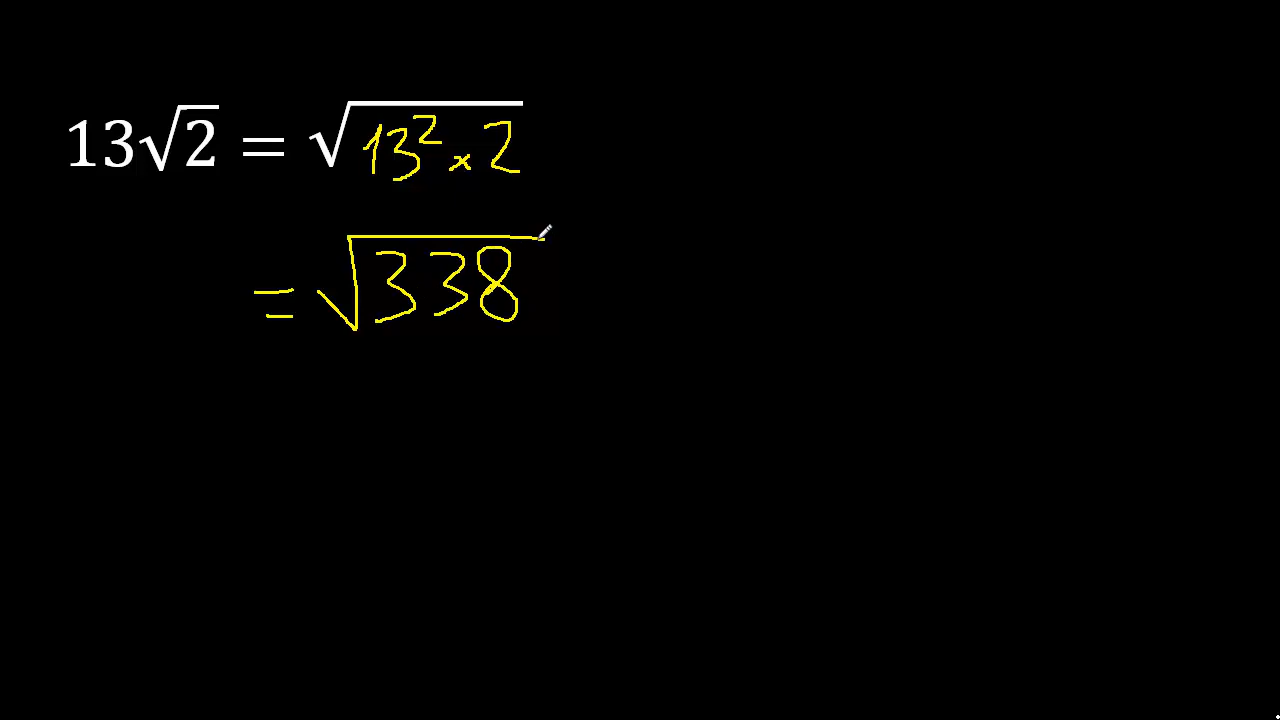 13√2 = √13² × 2
= √338